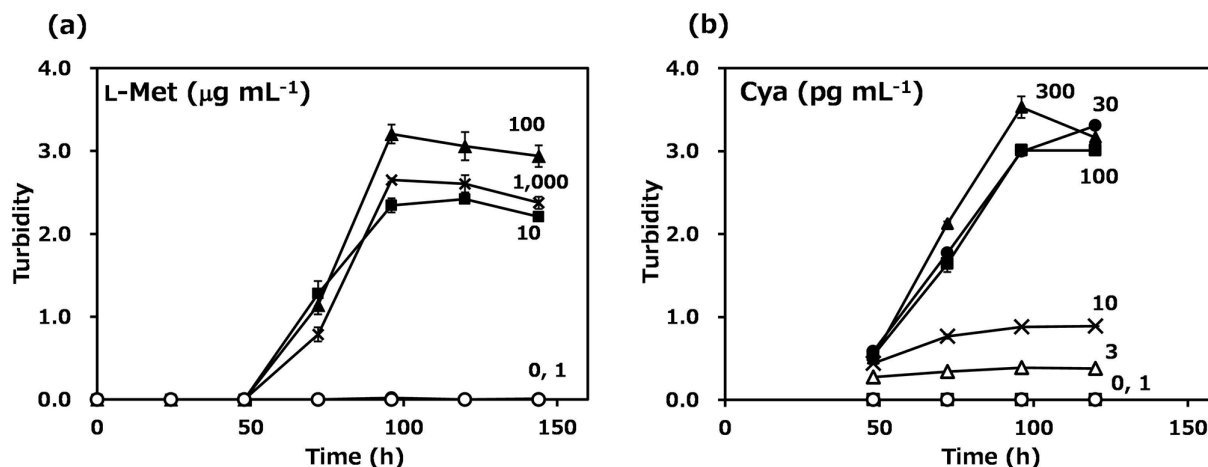 (a)
L-Met (μg mL⁻¹)
Turbidity
4.0
3.0
2.0
1.0
0.0
100
1,000
10
0, 1
0 50 100 150
Time (h)
(b)
Cya (pg mL⁻¹)
Turbidity
4.0
3.0
2.0
1.0
0.0
300
30
100
10
3
0, 1
0 50 100 150
Time (h)